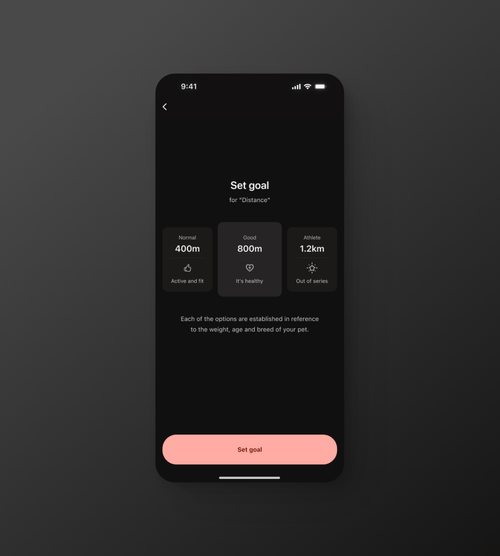 9:41
Set goal
for "Distance"
Normal
400m
Active and fit
Good
800m
It's healthy
Athlete
1.2km
Out of series
Each of the options are established in reference
to the weight, age and breed of your pet.
Set goal